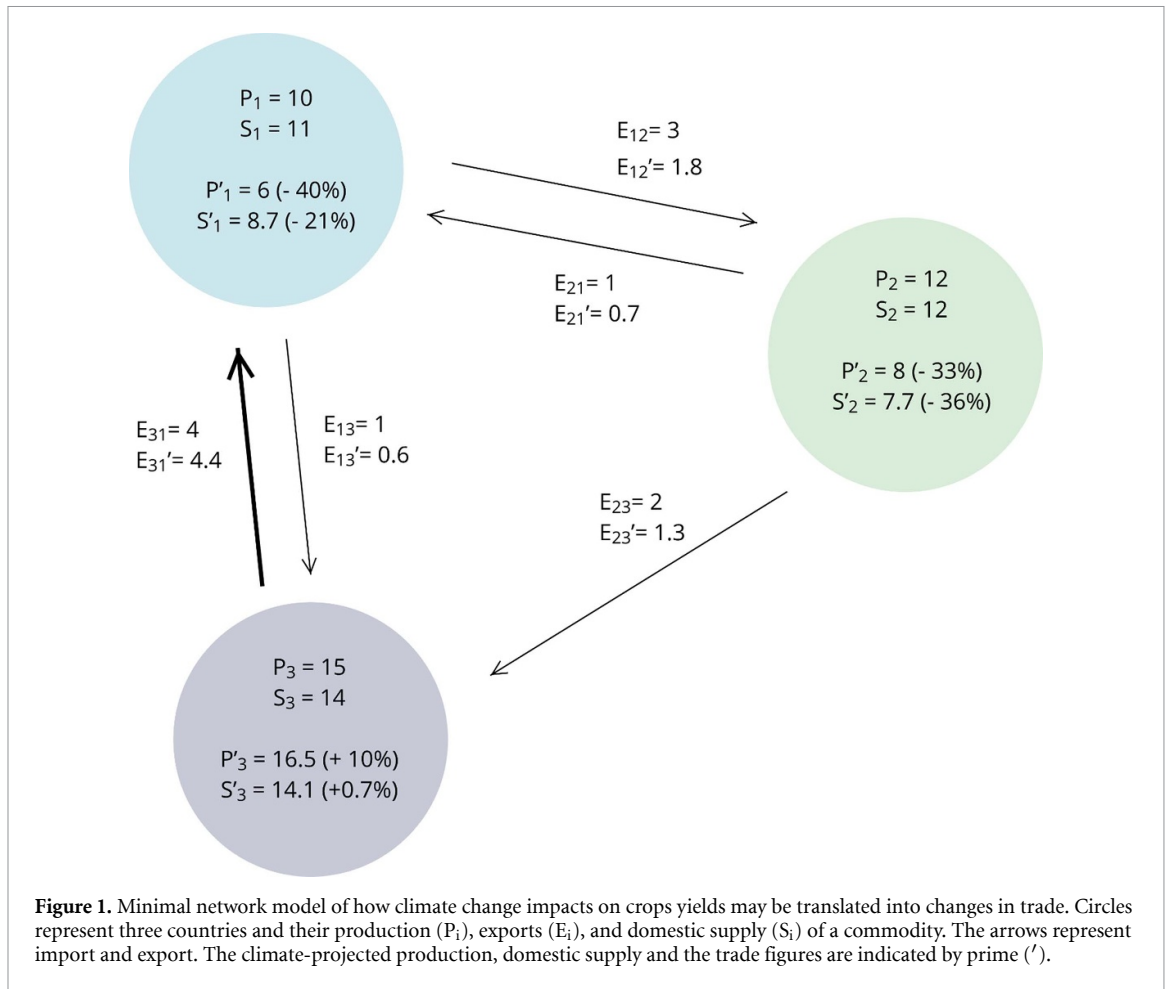 P₁ = 10
S₁ = 11
P'₁ = 6 (- 40%)
S'₁ = 8.7 (- 21%)
E₁₂= 3
E₁₂'= 1.8
E₂₁= 1
E₂₁'= 0.7
P₂ = 12
S₂ = 12
P'₂ = 8 (- 33%)
S'₂ = 7.7 (- 36%)
E₃₁= 4
E₃₁'= 4.4
E₁₃= 1
E₁₃'= 0.6
E₂₃= 2
E₂₃'= 1.3
P₃ = 15
S₃ = 14
P'₃ = 16.5 (+ 10%)
S'₃ = 14.1 (+0.7%)
Figure 1. Minimal network model of how climate change impacts on crops yields may be translated into changes in trade. Circles
represent three countries and their production (Pᵢ), exports (Eᵢ), and domestic supply (Sᵢ) of a commodity. The arrows represent
import and export. The climate-projected production, domestic supply and the trade figures are indicated by prime (′).